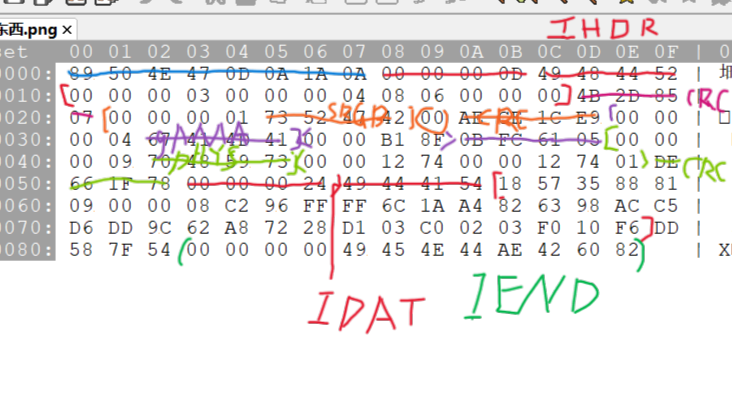 东西.png ×
IHDR
set 00 01 02 03 04 05 06 07 08 09 0A 0B 0C 0D 0E 0F | 0
0000: 89 50 4E 47 0D 0A 1A 0A 00 00 00 0D 49 48 44 52 |
0010: [00 00 00 03 00 00 00 04 08 06 00 00 00] 4B 2D 85 CRC
0020: 07 [00 00 00 01 73 52 47 42 00 AE CE 1C E9 00 00 |
sRGB
CRC
0030: 00 04 67 41 4D 41 00 00 B1 8F 0B FC 61 05 [00 00 |
gAMA
0040: 00 09 70 48 59 73 00 00 12 74 00 00 12 74 01 DE CRC
pHYs
0050: 66 1F 78 00 00 00 24 49 44 41 54 [18 57 35 88 81 |
0060: 09 00 00 08 C2 96 FF FF 6C 1A A4 82 63 98 AC C5 |
0070: D6 DD 9C 62 A8 72 28 D1 03 C0 02 03 F0 10 F6] DD |
0080: 58 7F 54 (00 00 00 00 49 45 4E 44 AE 42 60 82) | X
IDAT IEND